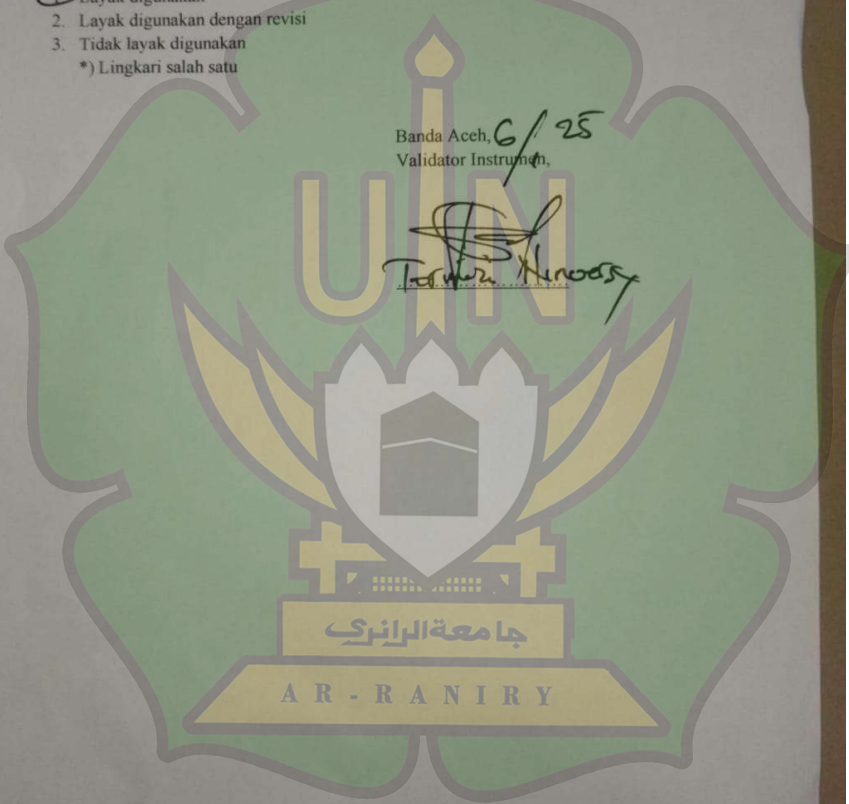 2. Layak digunakan dengan revisi
3. Tidak layak digunakan
*) Lingkari salah satu
Banda Aceh, 6/ 25
Validator Instrumen,
UIN
جامعة الرانري
AR-RANIRY